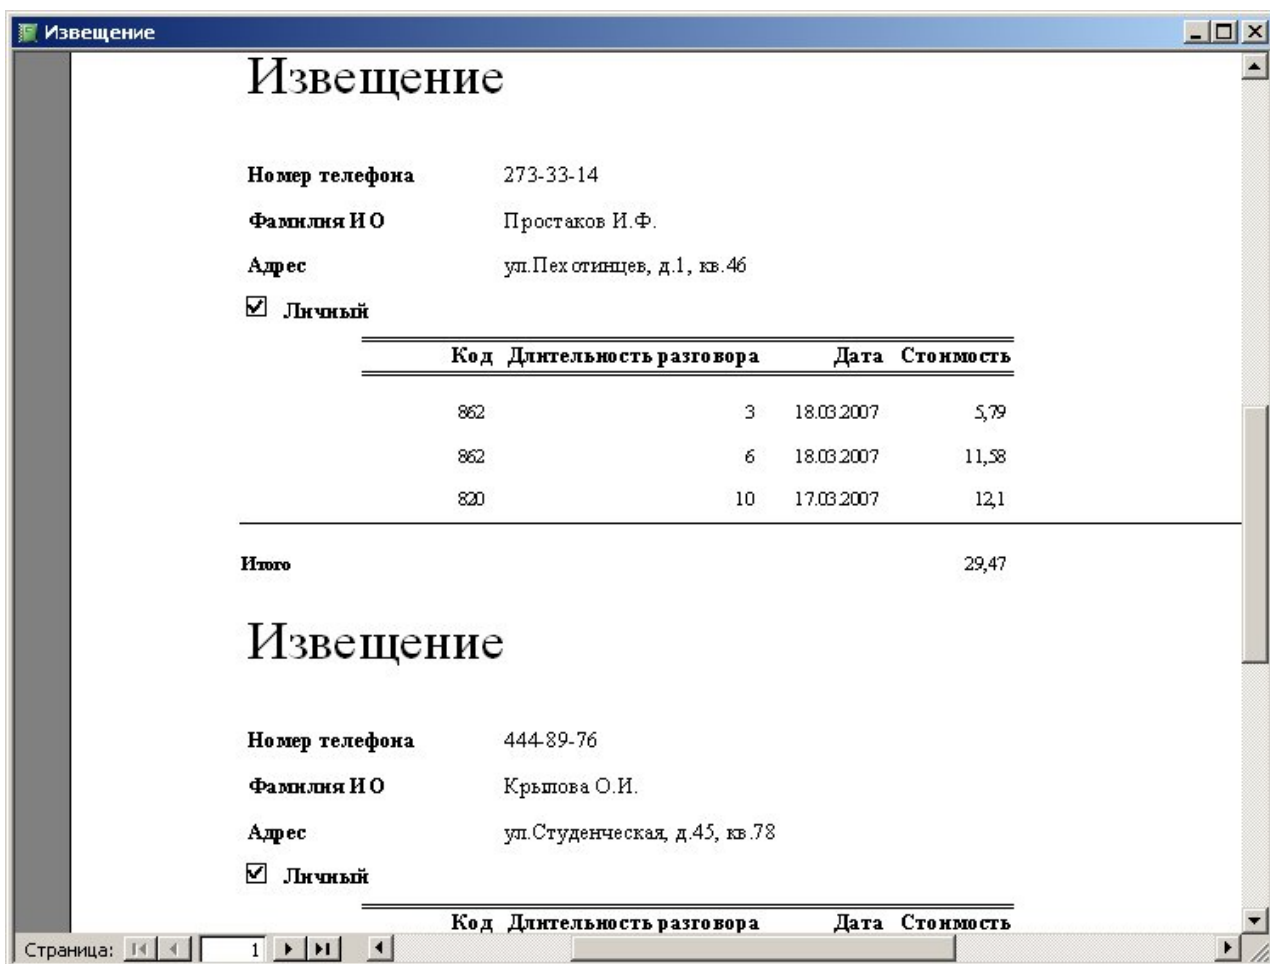 Извещение
Извещение
Номер телефона 273-33-14
Фамилия И О Простаков И.Ф.
Адрес ул.Пехотинцев, д.1, кв.46
Личный
Код Длительность разговора Дата Стоимость
862 3 18.03.2007 5,79
862 6 18.03.2007 11,58
820 10 17.03.2007 12,1
Итого 29,47
Извещение
Номер телефона 444-89-76
Фамилия И О Крылова О.И.
Адрес ул.Студенческая, д.45, кв.78
Личный
Код Длительность разговора Дата Стоимость
Страница: 1